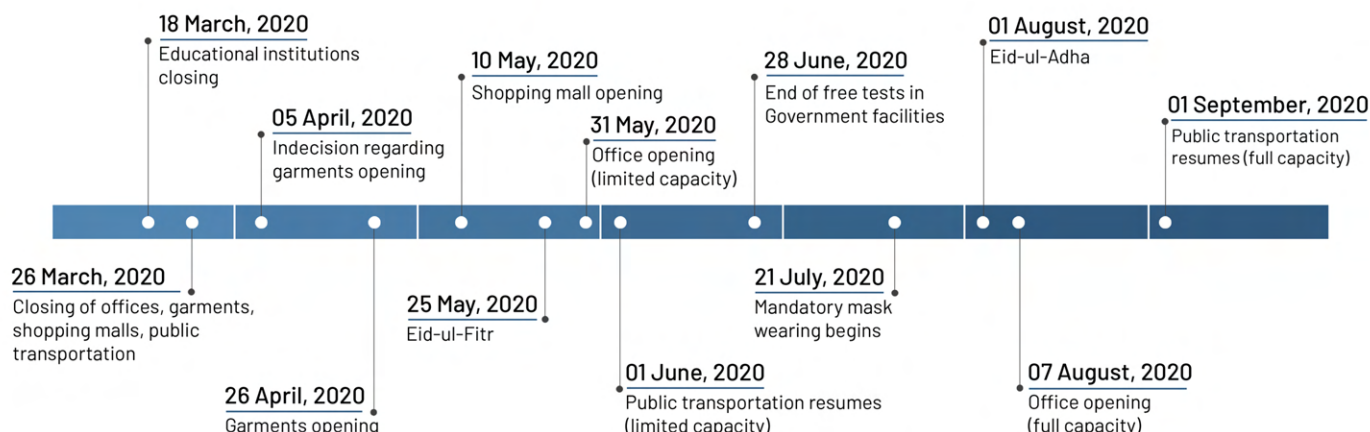 18 March, 2020
Educational institutions
closing
26 March, 2020
Closing of offices, garments,
shopping malls, public
transportation
05 April, 2020
Indecision regarding
garments opening
26 April, 2020
Garments opening
10 May, 2020
Shopping mall opening
25 May, 2020
Eid-ul-Fitr
31 May, 2020
Office opening
(limited capacity)
01 June, 2020
Public transportation resumes
(limited capacity)
28 June, 2020
End of free tests in
Government facilities
21 July, 2020
Mandatory mask
wearing begins
01 August, 2020
Eid-ul-Adha
07 August, 2020
Office opening
(full capacity)
01 September, 2020
Public transportation
resumes (full capacity)